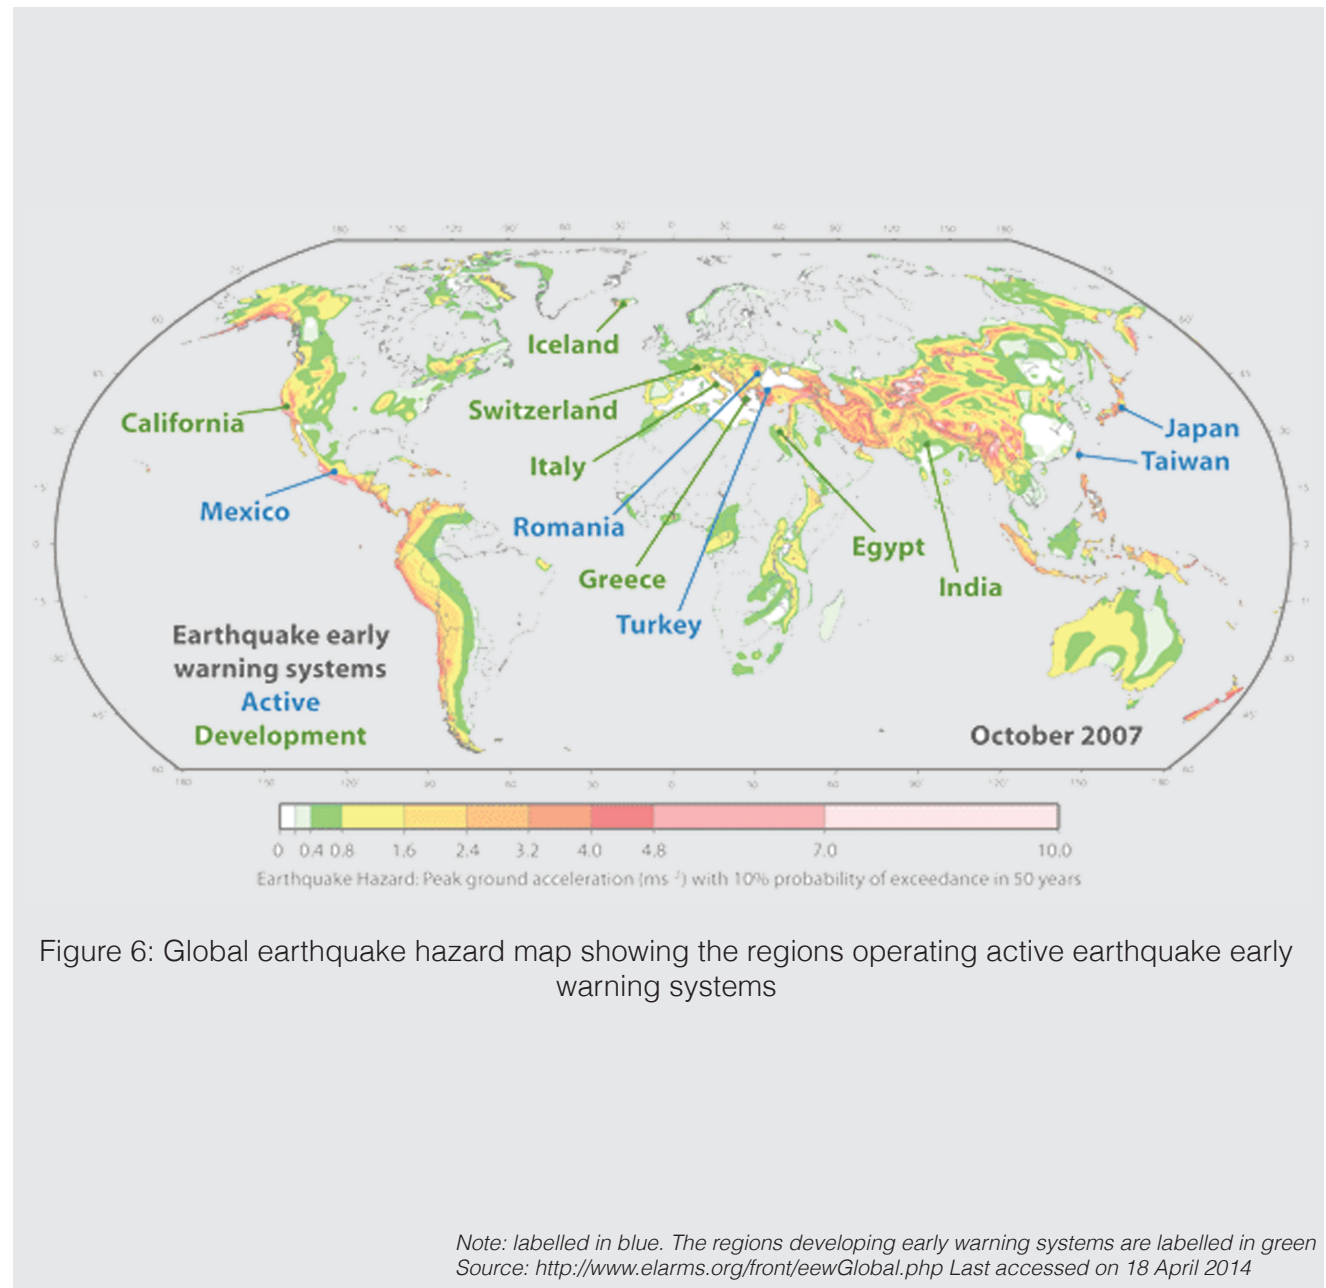 Iceland
Switzerland
California
Italy
Mexico
Romania
Greece
Turkey
Egypt
India
Japan
Taiwan
Earthquake early
warning systems
Active
Development
October 2007
0 0.4 0.8 1.6 2.4 3.2 4.0 4.8 7.0 10.0
Earthquake Hazard: Peak ground acceleration (ms⁻²) with 10% probability of exceedance in 50 years
Figure 6: Global earthquake hazard map showing the regions operating active earthquake early
warning systems
Note: labelled in blue. The regions developing early warning systems are labelled in green
Source: http://www.elarms.org/front/eewGlobal.php Last accessed on 18 April 2014